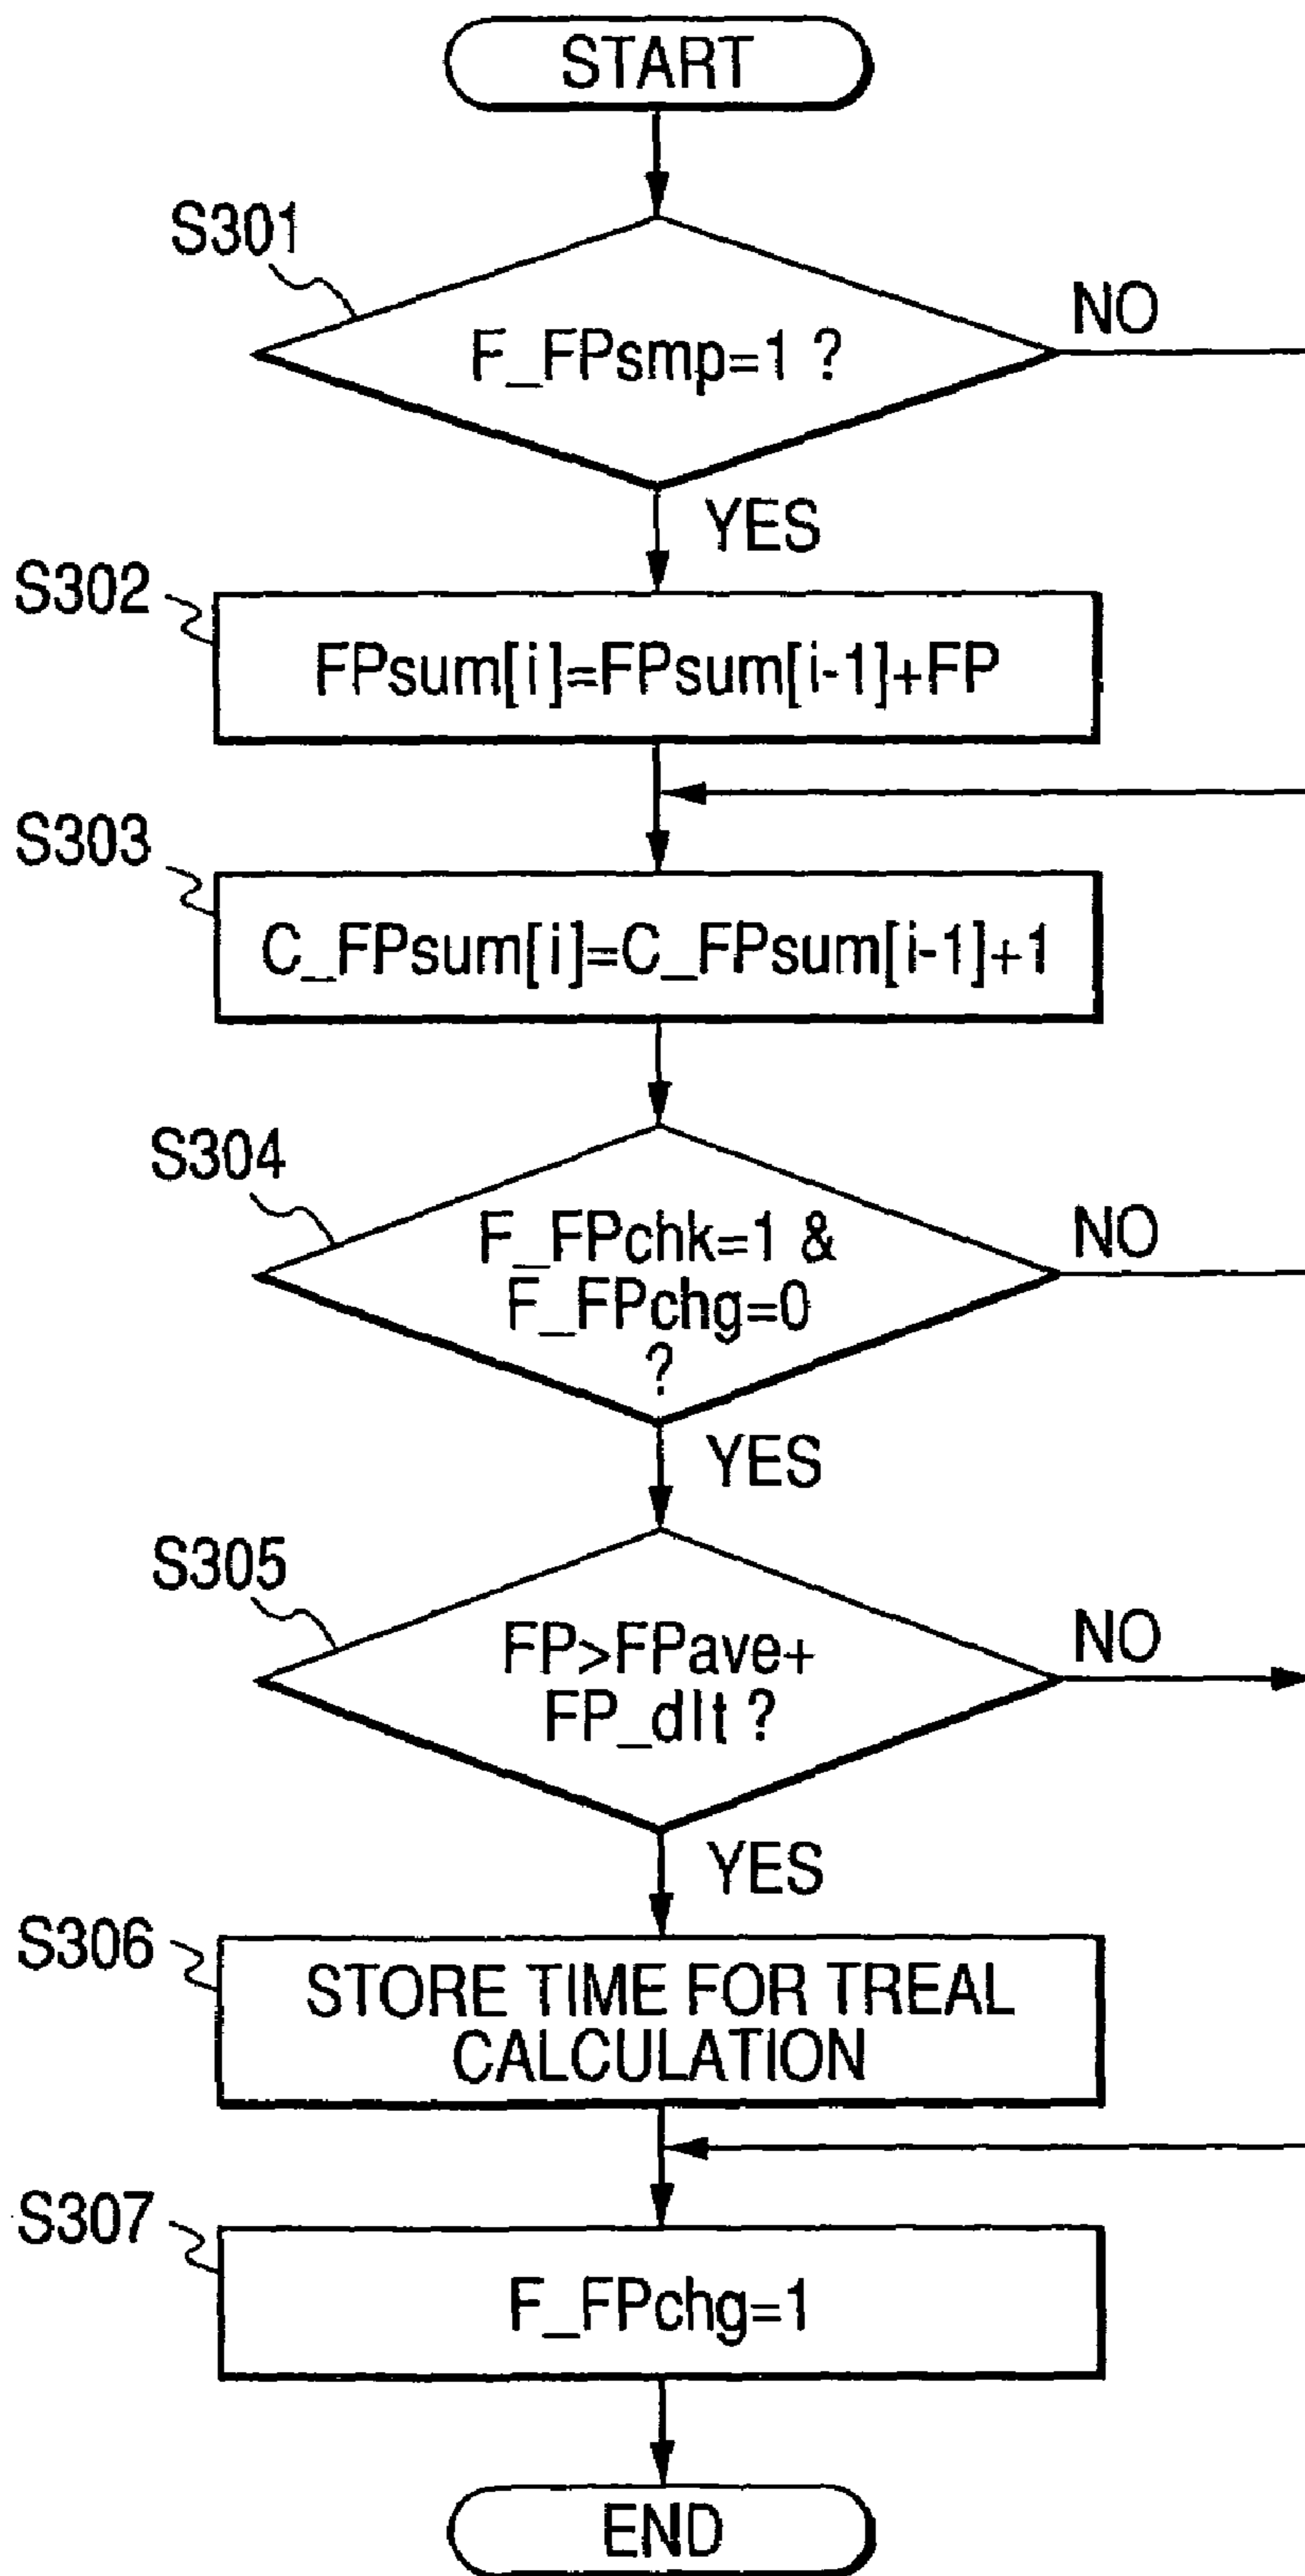 START
S301
F_FPsmp=1 ?
NO
YES
S302
FPsum[i]=FPsum[i-1]+FP
S303
C_FPsum[i]=C_FPsum[i-1]+1
S304
F_FPchk=1 &
F_FPchg=0
?
NO
YES
S305
FP>FPave+
FP_dlt ?
NO
YES
S306
STORE TIME FOR TREAL
CALCULATION
S307
F_FPchg=1
END